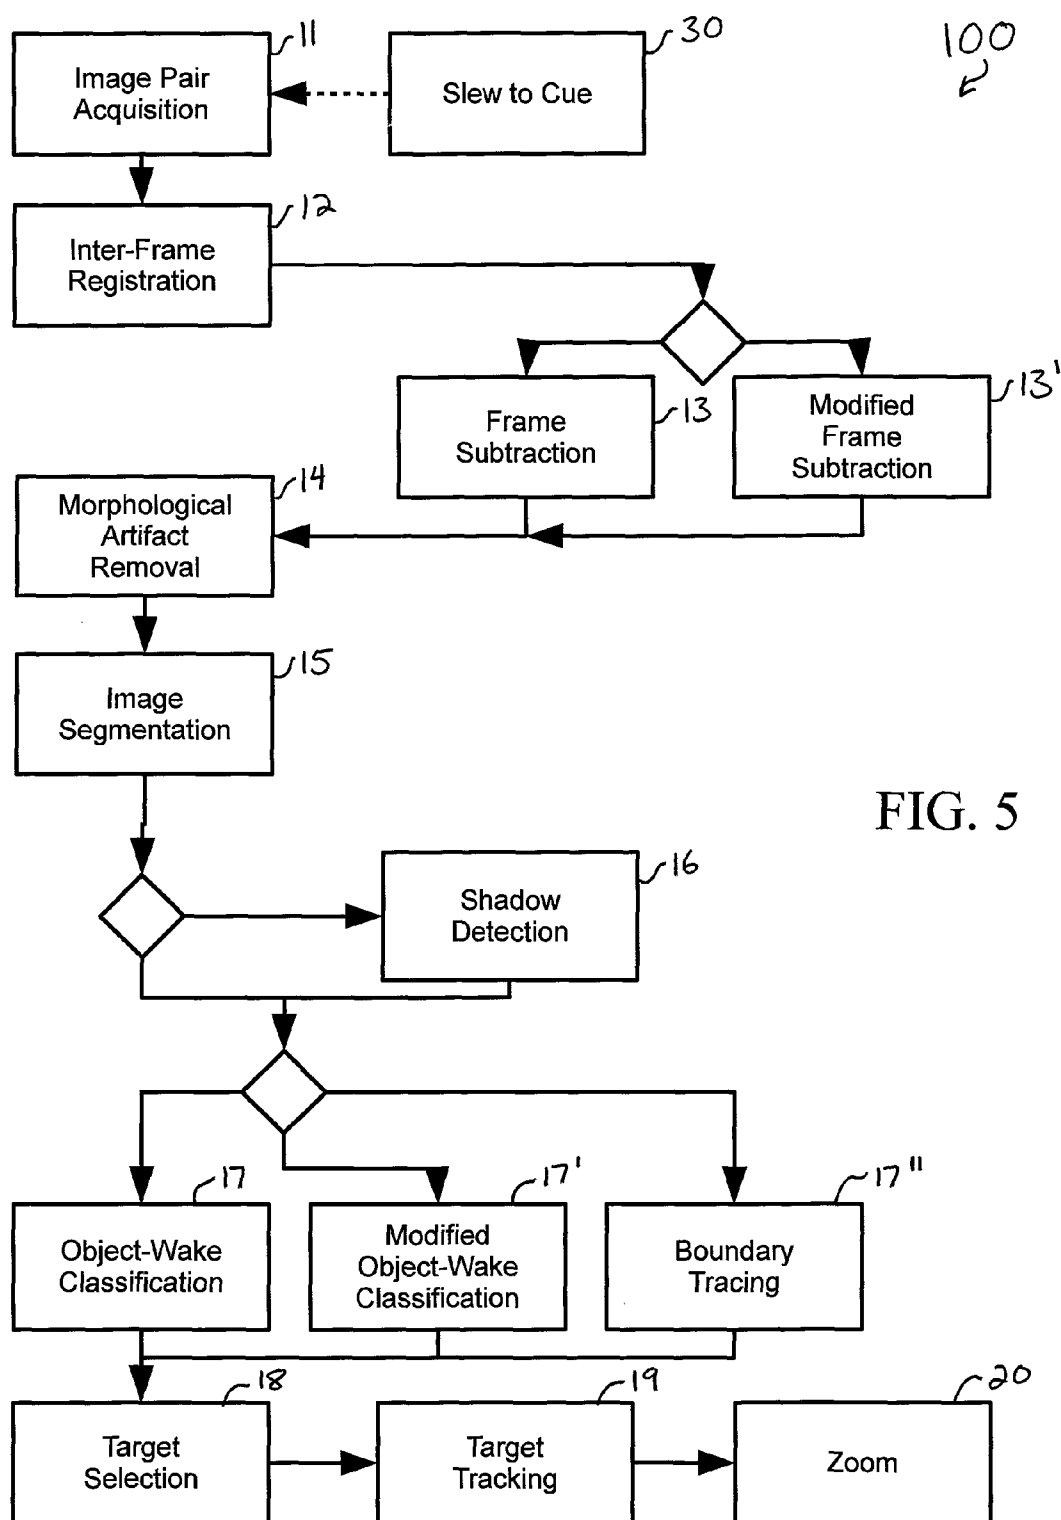 11
Image Pair
Acquisition
30
Slew to Cue
100
12
Inter-Frame
Registration
13
Frame
Subtraction
13'
Modified
Frame
Subtraction
14
Morphological
Artifact
Removal
15
Image
Segmentation
FIG. 5
16
Shadow
Detection
17
Object-Wake
Classification
17'
Modified
Object-Wake
Classification
17"
Boundary
Tracing
18
Target
Selection
19
Target
Tracking
20
Zoom